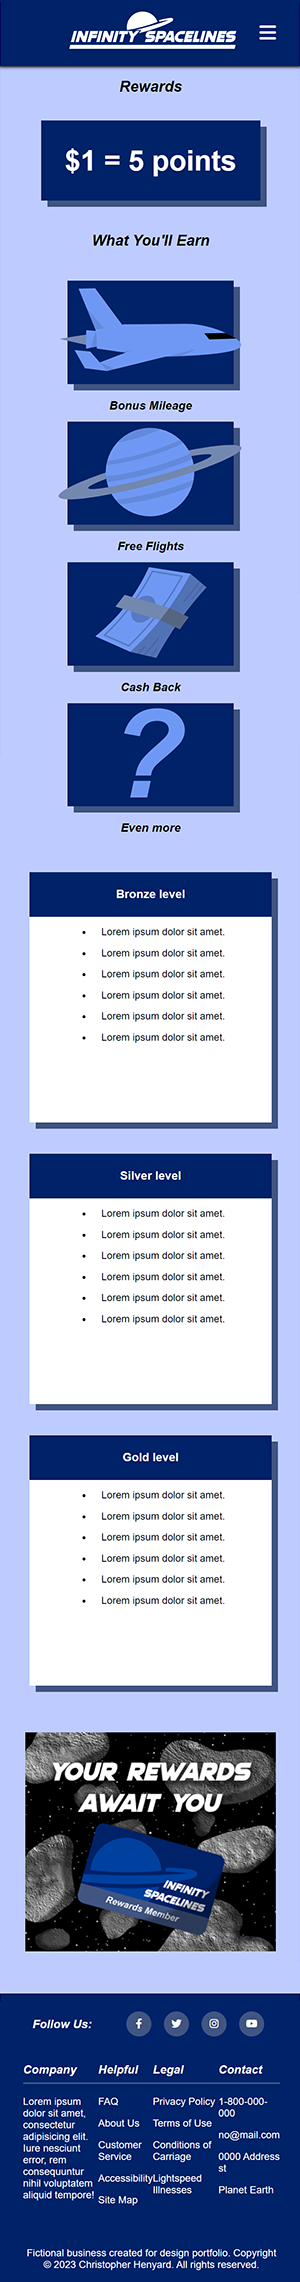 INFINITY SPACELINES
Rewards
$1 = 5 points
What You'll Earn
Bonus Mileage
Free Flights
Cash Back
?
Even more
Bronze level
• Lorem ipsum dolor sit amet.
• Lorem ipsum dolor sit amet.
• Lorem ipsum dolor sit amet.
• Lorem ipsum dolor sit amet.
• Lorem ipsum dolor sit amet.
• Lorem ipsum dolor sit amet.
Silver level
• Lorem ipsum dolor sit amet.
• Lorem ipsum dolor sit amet.
• Lorem ipsum dolor sit amet.
• Lorem ipsum dolor sit amet.
• Lorem ipsum dolor sit amet.
• Lorem ipsum dolor sit amet.
Gold level
• Lorem ipsum dolor sit amet.
• Lorem ipsum dolor sit amet.
• Lorem ipsum dolor sit amet.
• Lorem ipsum dolor sit amet.
• Lorem ipsum dolor sit amet.
• Lorem ipsum dolor sit amet.
YOUR REWARDS
AWAIT YOU
INFINITY
SPACELINES
Rewards Member
Follow Us:
Company
Lorem ipsum
dolor sit amet,
consectetur
adipisicing elit.
Iure nesciunt
error, rem
consequuntur
nihil voluptatem
aliquid tempore!
Helpful
FAQ
About Us
Customer
Service
Accessibility
Site Map
Legal
Privacy Policy
Terms of Use
Conditions of
Carriage
Lightspeed
Illnesses
Contact
1-800-000-
000
no@mail.com
0000 Address
st
Planet Earth
Fictional business created for design portfolio. Copyright
© 2023 Christopher Henyard. All rights reserved.